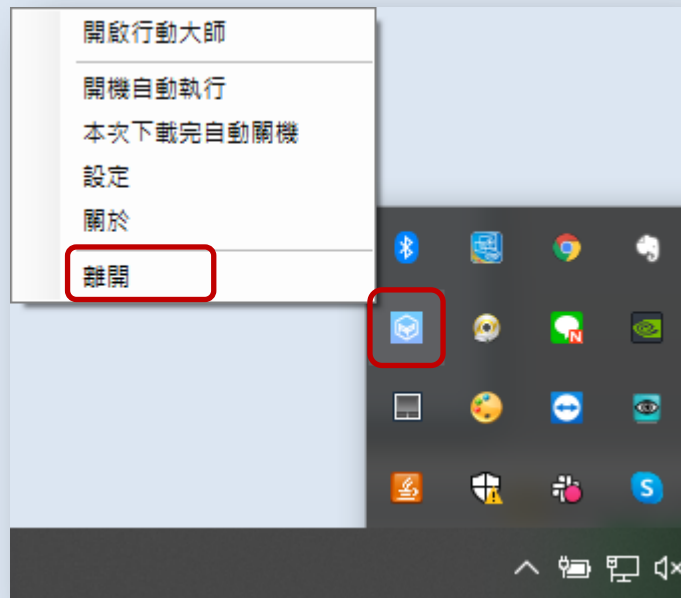 開啟行動大師
開機自動執行
本次下載完自動關機
設定
關於
離開
N
S